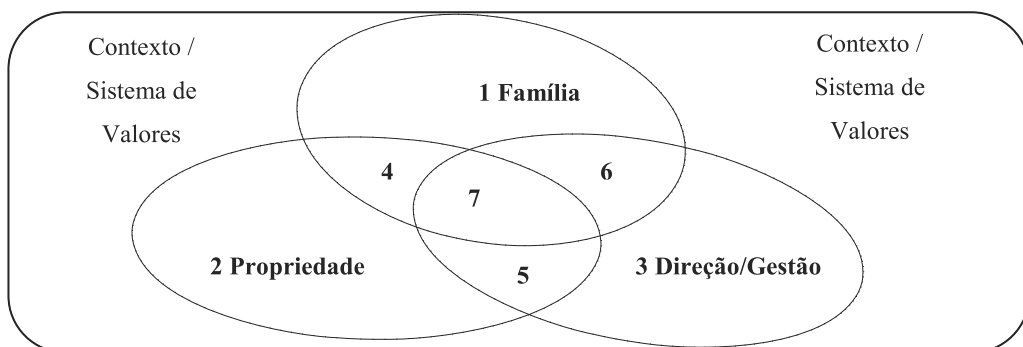 Contexto /
Sistema de
Valores
Contexto /
Sistema de
Valores
1 Família
4
7
6
2 Propriedade
5
3 Direção/Gestão